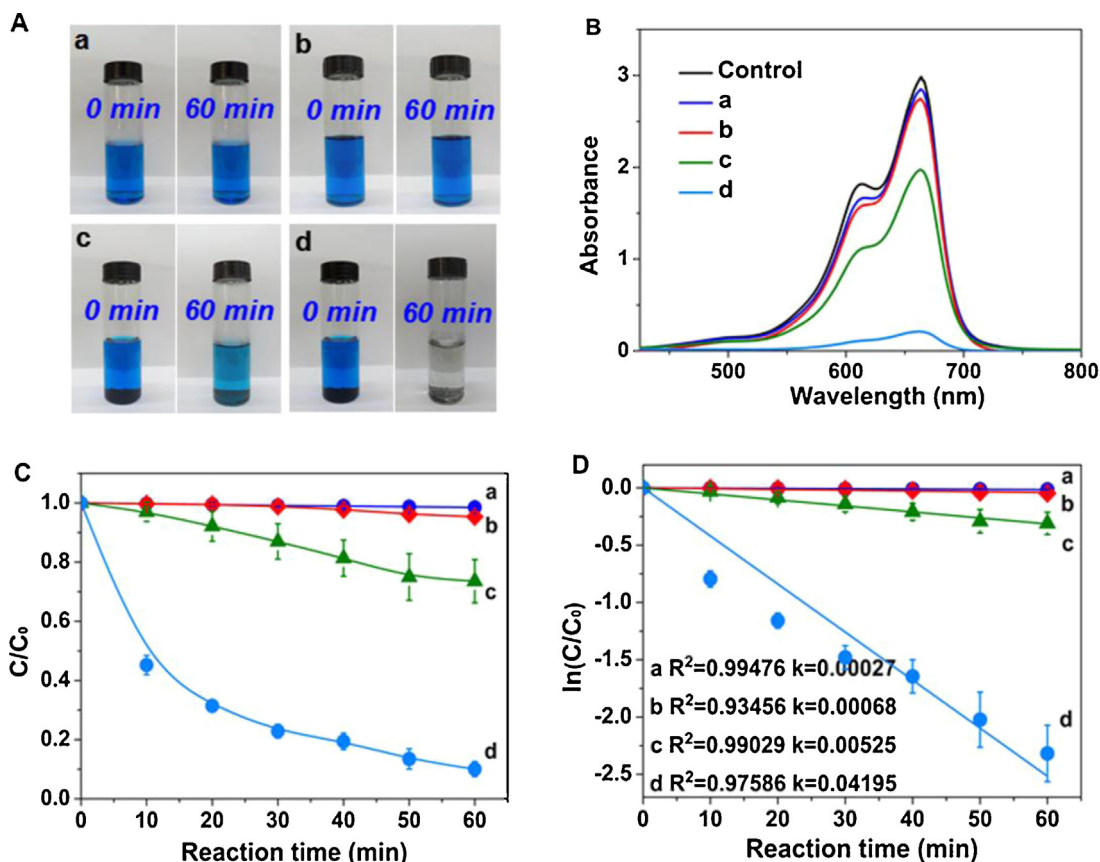 A
a
0 min
60 min
b
0 min
60 min
c
0 min
60 min
d
0 min
60 min
B
Control
a
b
c
d
Absorbance
3
2
1
0
500
600
700
800
Wavelength (nm)
C
C/C₀
1.0
0.8
0.6
0.4
0.2
0.0
a
b
c
d
0
10
20
30
40
50
60
Reaction time (min)
D
ln(C/C₀)
0.0
-0.5
-1.0
-1.5
-2.0
-2.5
a
b
c
d
a R²=0.99476 k=0.00027
b R²=0.93456 k=0.00068
c R²=0.99029 k=0.00525
d R²=0.97586 k=0.04195
0
10
20
30
40
50
60
Reaction time (min)